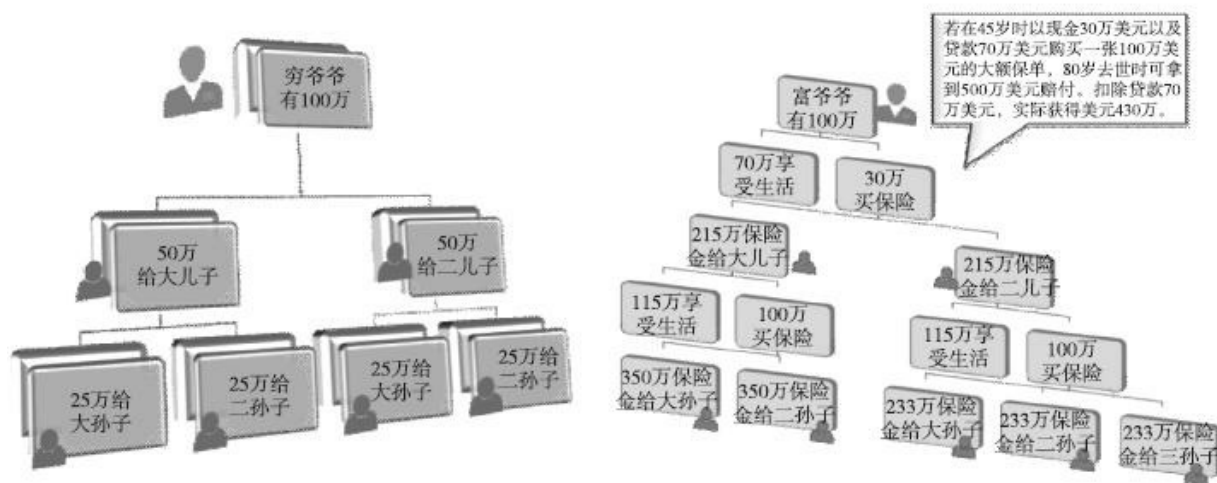 穷爷爷
有100万
50万
给大儿子
50万
给二儿子
25万给
大孙子
25万给
二孙子
25万给
大孙子
25万给
二孙子
若在45岁时以现金30万美元以及
贷款70万美元购买一张100万美
元的大额保单，80岁去世时可拿
到500万美元赔付。扣除贷款70
万美元，实际获得美元430万。
富爷爷
有100万
70万享
受生活
30万
买保险
215万保险
金给大儿子
215万保险
金给二儿子
115万享
受生活
100万
买保险
115万享
受生活
100万
买保险
350万保险
金给大孙子
350万保险
金给二孙子
233万保险
金给大孙子
233万保险
金给二孙子
233万保险
金给三孙子